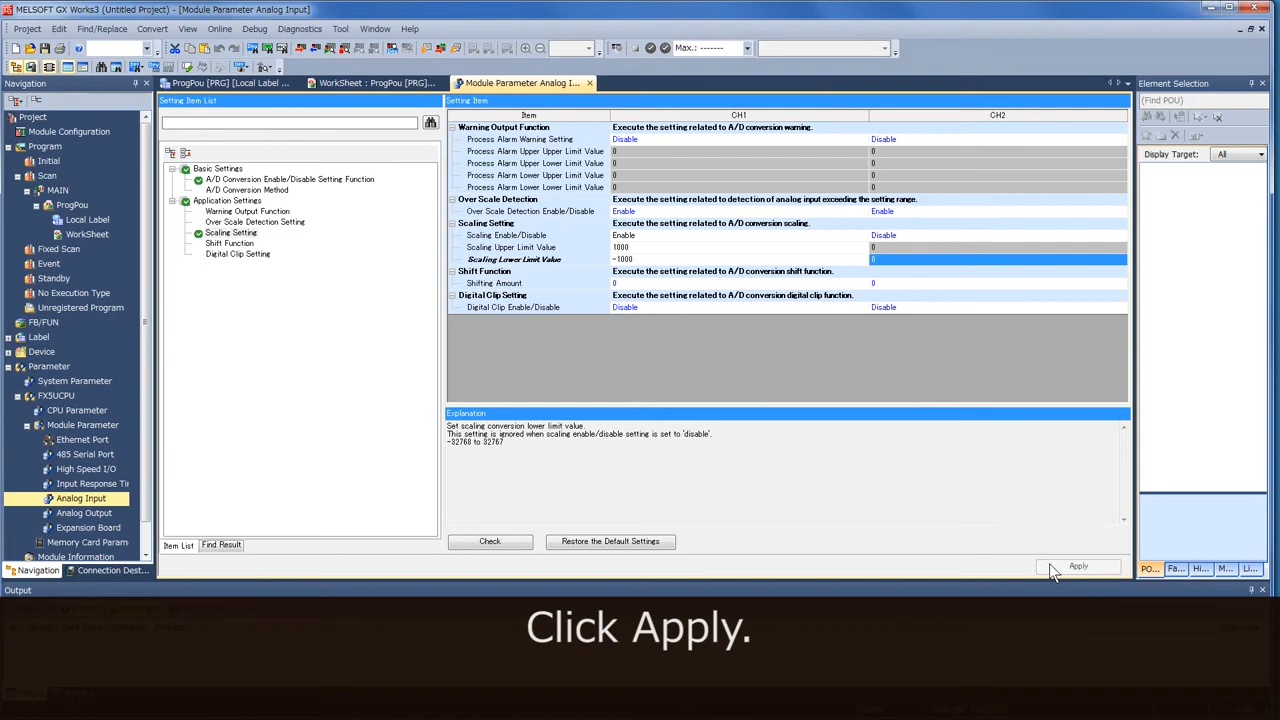 MELSOFT GX Works3 (Untitled Project) - [Module Parameter Analog Input]
Project Edit Find/Replace Convert View Online Debug Diagnostics Tool Window Help
Max.: -------
Navigation
Project
Module Configuration
Program
Initial
Scan
MAIN
ProgPou
Local Label
WorkSheet
Fixed Scan
Event
Standby
No Execution Type
Unregistered Program
FB/FUN
Label
Device
Parameter
System Parameter
FX5UCPU
CPU Parameter
Module Parameter
Ethernet Port
485 Serial Port
High Speed I/O
Input Response Tir
Analog Input
Analog Output
Expansion Board
Memory Card Param
Module Information
Navigation Connection Dest...
ProgPou [PRG] [Local Label ... WorkSheet : ProgPou [PRG]... Module Parameter Analog I...
Setting Item List
Basic Settings
A/D Conversion Enable/Disable Setting Function
A/D Conversion Method
Application Settings
Warning Output Function
Over Scale Detection Setting
Scaling Setting
Shift Function
Digital Clip Setting
Item List Find Result
Setting Item
Item CH1 CH2
Warning Output Function Execute the setting related to A/D conversion warning.
Process Alarm Warning Setting Disable Disable
Process Alarm Upper Upper Limit Value 0 0
Process Alarm Upper Lower Limit Value 0 0
Process Alarm Lower Upper Limit Value 0 0
Process Alarm Lower Lower Limit Value 0 0
Over Scale Detection Execute the setting related to detection of analog input exceeding the setting range.
Over Scale Detection Enable/Disable Enable Enable
Scaling Setting Execute the setting related to A/D conversion scaling.
Scaling Enable/Disable Enable Disable
Scaling Upper Limit Value 1000 0
Scaling Lower Limit Value -1000 0
Shift Function Execute the setting related to A/D conversion shift function.
Shifting Amount 0 0
Digital Clip Setting Execute the setting related to A/D conversion digital clip function.
Digital Clip Enable/Disable Disable Disable
Explanation
Set scaling conversion lower limit value.
This setting is ignored when scaling enable/disable setting is set to 'disable'.
-32768 to 32767
Check Restore the Default Settings
Apply
Element Selection
(Find POU)
Display Target: All
PO... Fa... Hi... M... Li...
Output
Click Apply.